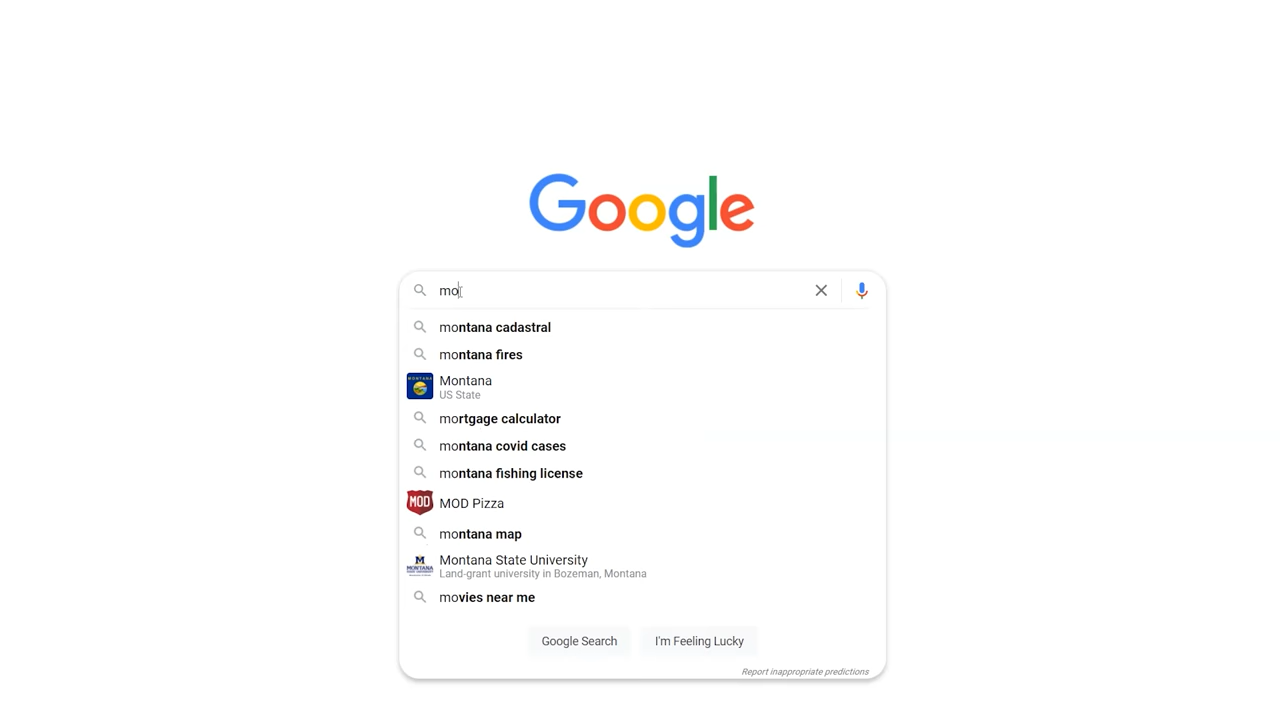 Google
mo
montana cadastral
montana fires
MONTANA
Montana
US State
mortgage calculator
montana covid cases
montana fishing license
MOD
MOD Pizza
montana map
M
MONTANA
Montana State University
Land-grant university in Bozeman, Montana
movies near me
Google Search
I'm Feeling Lucky
Report inappropriate predictions